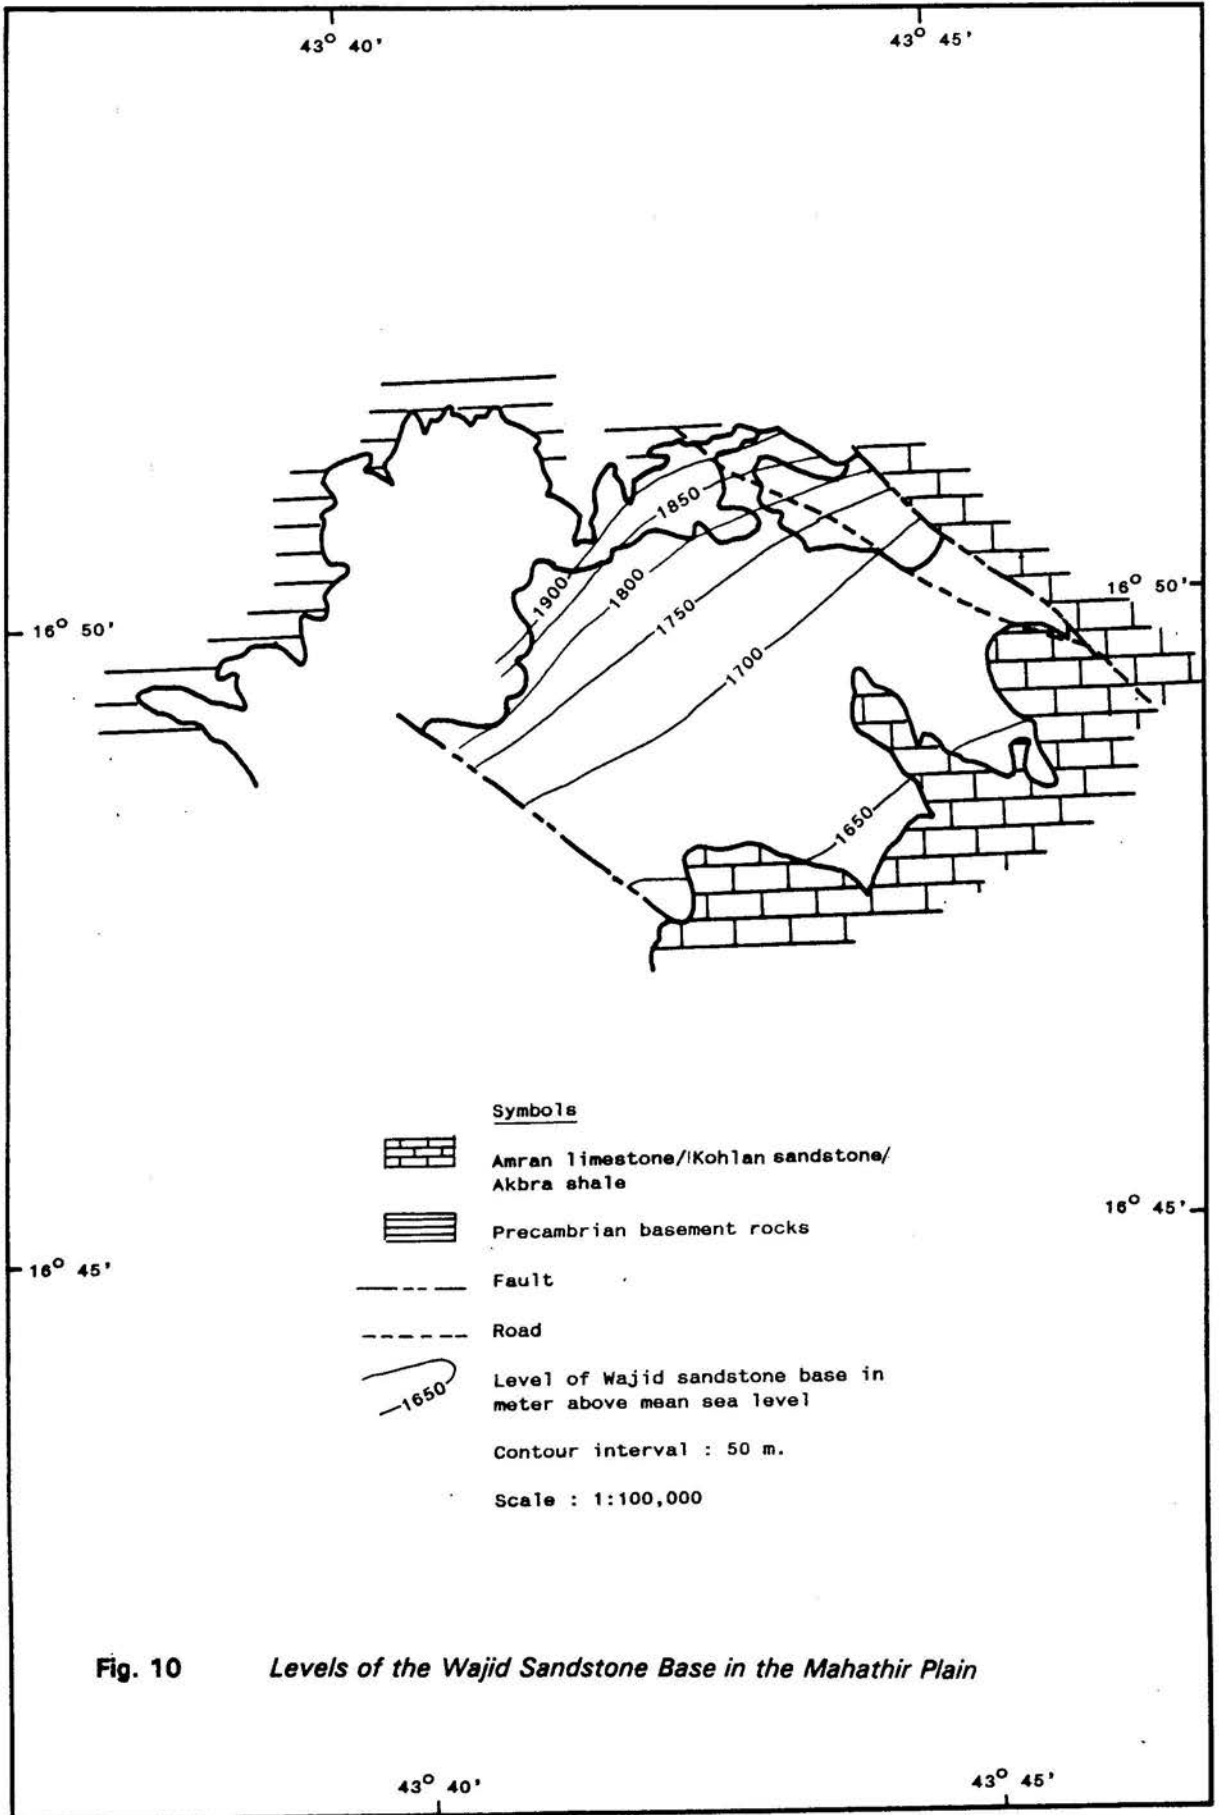 43° 40'
43° 45'
1850
1900
1800
1750
1700
1650
16° 50'
16° 50'
Symbols
Amran limestone/Kohlan sandstone/
Akbra shale
Precambrian basement rocks
16° 45'
16° 45'
Fault
Road
1650
Level of Wajid sandstone base in
meter above mean sea level
Contour interval : 50 m.
Scale : 1:100,000
Fig. 10 Levels of the Wajid Sandstone Base in the Mahathir Plain
43° 40'
43° 45'